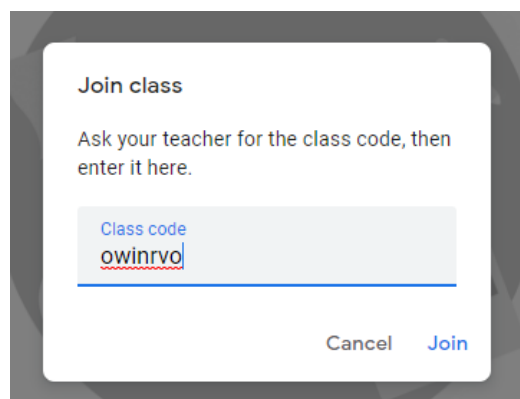 Join class
Ask your teacher for the class code, then
enter it here.
Class code
owinrvo
Cancel Join